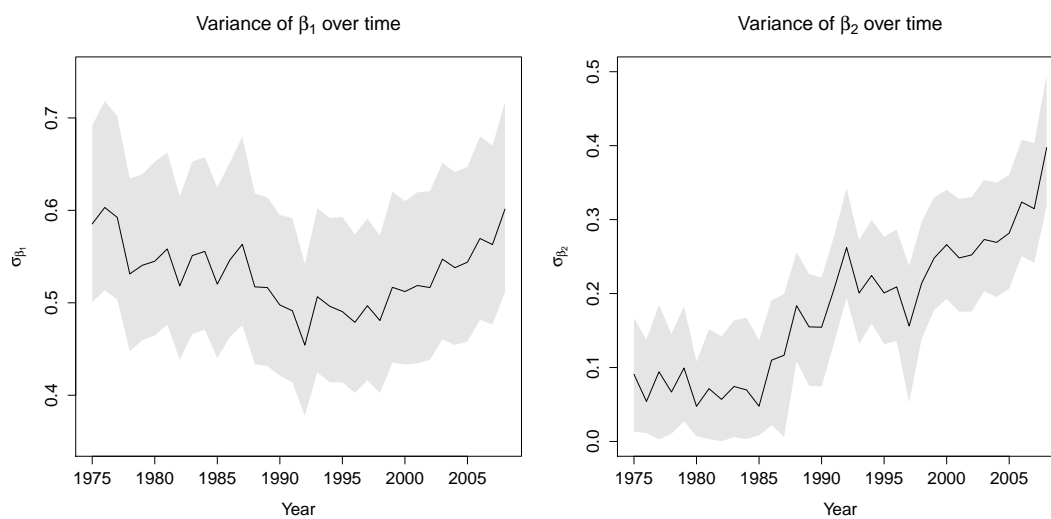 Variance of β₁ over time
σβ₁
0.7
0.6
0.5
0.4
1975 1980 1985 1990 1995 2000 2005
Year
Variance of β₂ over time
σβ₂
0.5
0.4
0.3
0.2
0.1
0.0
1975 1980 1985 1990 1995 2000 2005
Year